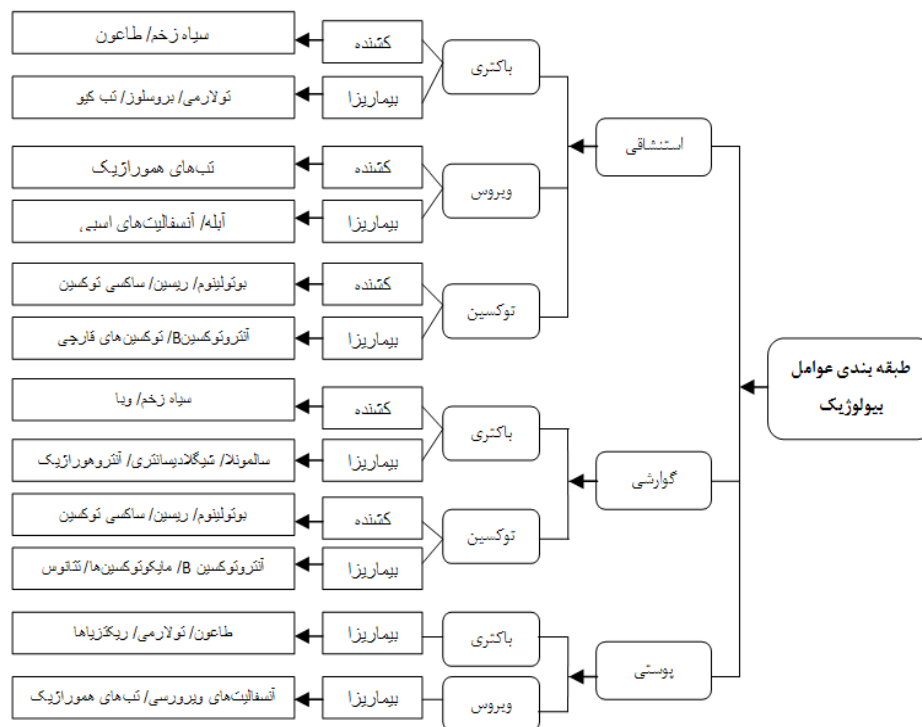 طبقه بندی عوامل
بیولوژیک
استنشاقی
باکتری
کشنده
سیاه زخم/ طاعون
بیماریزا
تولارمی/ بروسلوز/ تب کیو
ویروس
کشنده
تب‌های هموراژیک
بیماریزا
آبله/ آنسفالیت‌های اسبی
توکسین
کشنده
بوتولینوم/ ریسین/ ساکسی توکسین
بیماریزا
آنتروتوکسینB/ توکسین‌های قارچی
گوارشی
باکتری
کشنده
سیاه زخم/ وبا
بیماریزا
سالمونلا/ شیگلادیسانتری/ آنتروهوراژیک
توکسین
کشنده
بوتولینوم/ ریسین/ ساکسی توکسین
بیماریزا
آنتروتوکسین B/ مایکوتوکسین‌ها/ تتانوس
پوستی
باکتری
بیماریزا
طاعون/ تولارمی/ ریکتزیاها
ویروس
بیماریزا
آنسفالیت‌های ویرورسی/ تب‌های هموراژیک